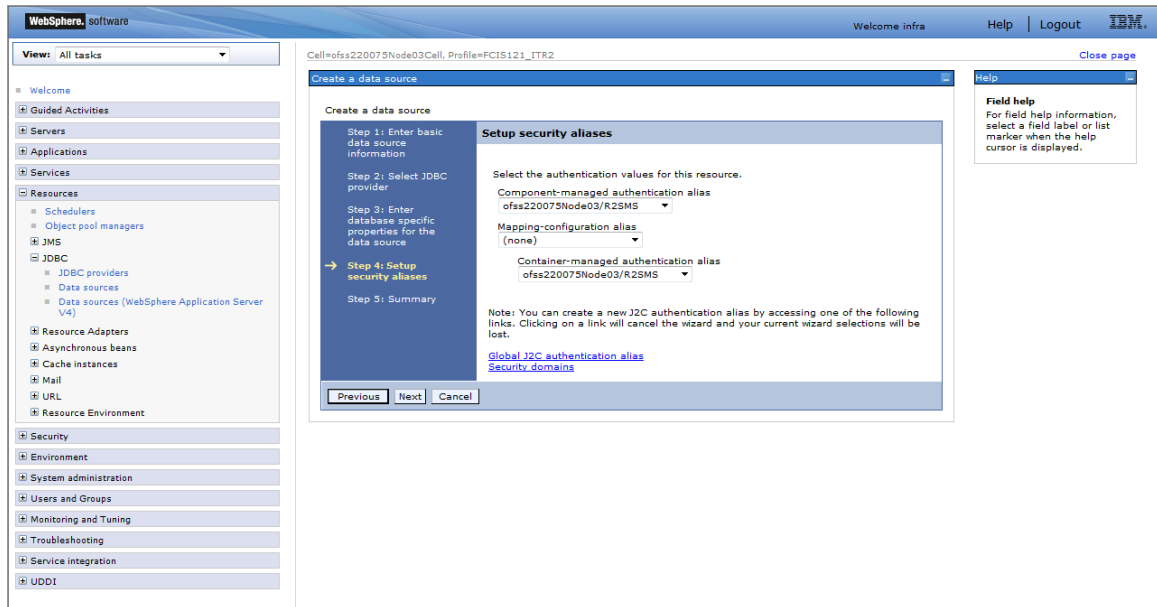 WebSphere. software
Welcome infra
Help | Logout
IBM.
View: All tasks
Cell=ofss220075Node03Cell, Profile=FCIS121_ITR2
Close page
Welcome
Guided Activities
Servers
Applications
Services
Resources
Schedulers
Object pool managers
JMS
JDBC
JDBC providers
Data sources
Data sources (WebSphere Application Server
V4)
Resource Adapters
Asynchronous beans
Cache instances
Mail
URL
Resource Environment
Security
Environment
System administration
Users and Groups
Monitoring and Tuning
Troubleshooting
Service integration
UDDI
Create a data source
Create a data source
Step 1: Enter basic
data source
information
Step 2: Select JDBC
provider
Step 3: Enter
database specific
properties for the
data source
Step 4: Setup
security aliases
Step 5: Summary
Setup security aliases
Select the authentication values for this resource.
Component-managed authentication alias
ofss220075Node03/R2SMS
Mapping-configuration alias
(none)
Container-managed authentication alias
ofss220075Node03/R2SMS
Note: You can create a new J2C authentication alias by accessing one of the following
links. Clicking on a link will cancel the wizard and your current wizard selections will be
lost.
Global J2C authentication alias
Security domains
Previous Next Cancel
Help
Field help
For field help information,
select a field label or list
marker when the help
cursor is displayed.